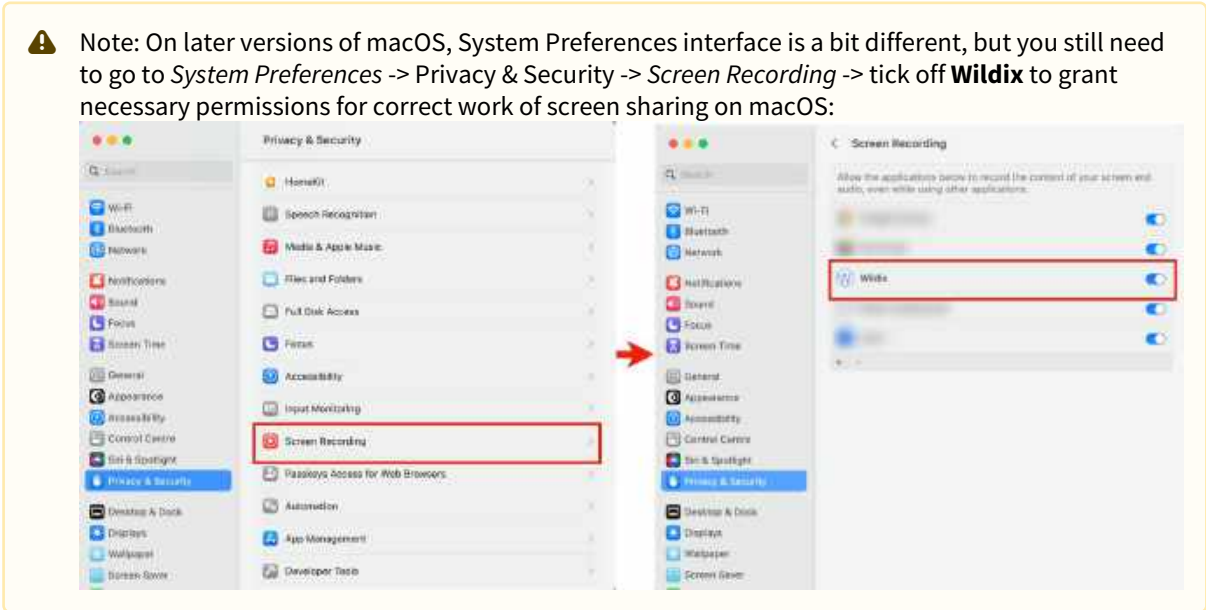 Note: On later versions of macOS, System Preferences interface is a bit different, but you still need
to go to System Preferences -> Privacy & Security -> Screen Recording -> tick off Wildix to grant
necessary permissions for correct work of screen sharing on macOS:
Privacy & Security
Search
HomeKit
Wi-Fi
Speech Recognition
Bluetooth
Network
Media & Apple Music
Notifications
Files and Folders
Sound
Full Disk Access
Focus
Screen Time
Focus
General
Accessibility
Appearance
Input Monitoring
Accessibility
Control Centre
Screen Recording
Siri & Spotlight
Privacy & Security
Passkeys Access for Web Browsers
Desktop & Dock
Automation
Displays
App Management
Wallpaper
Screen Saver
Developer Tools
Screen Recording
Allow the applications below to record the content of your screen and
audio, even while using other applications.
Wi-Fi
Bluetooth
Network
Notifications
Wildix
Sound
Focus
Screen Time
General
Appearance
Accessibility
Control Centre
Siri & Spotlight
Privacy & Security
Desktop & Dock
Displays
Wallpaper
Screen Saver